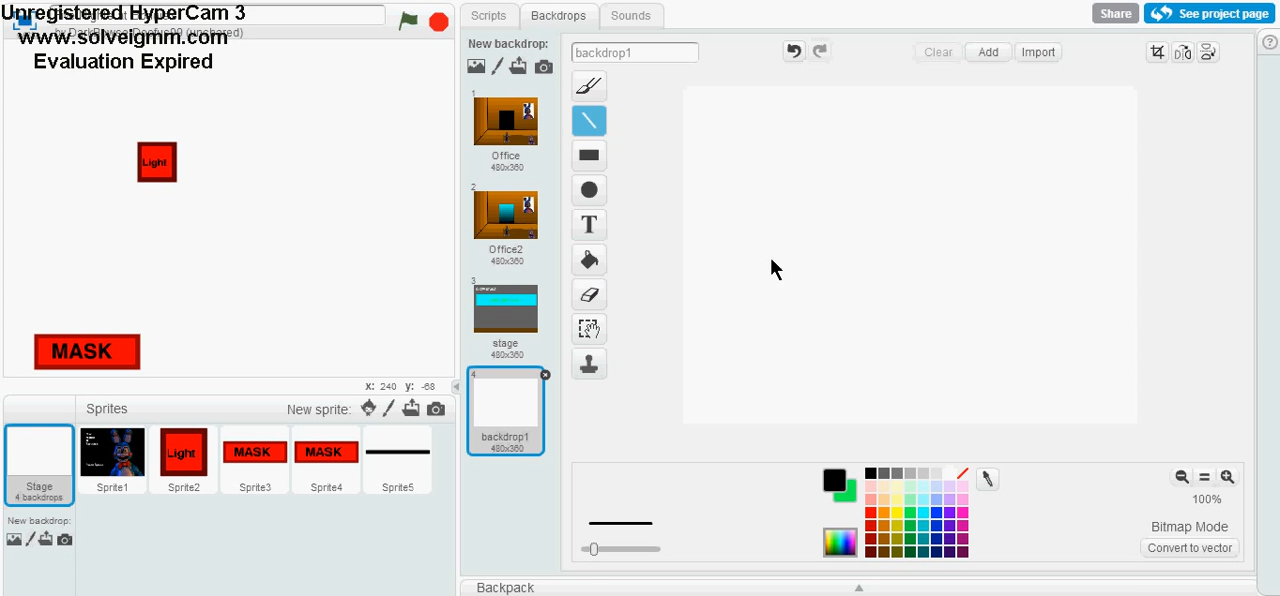 Unregistered HyperCam 3
www.solveigmm.com
Evaluation Expired
Light
MASK
x: 240 y: -68
Sprites
New sprite:
Stage
4 backdrops
New backdrop:
Light
MASK
MASK
Sprite1
Sprite2
Sprite3
Sprite4
Sprite5
Scripts
Backdrops
Sounds
New backdrop:
1
Office
480x360
2
Office2
480x360
3
stage
480x360
4
backdrop1
480x360
backdrop1
Clear
Add
Import
T
Share
See project page
100%
Bitmap Mode
Convert to vector
Backpack